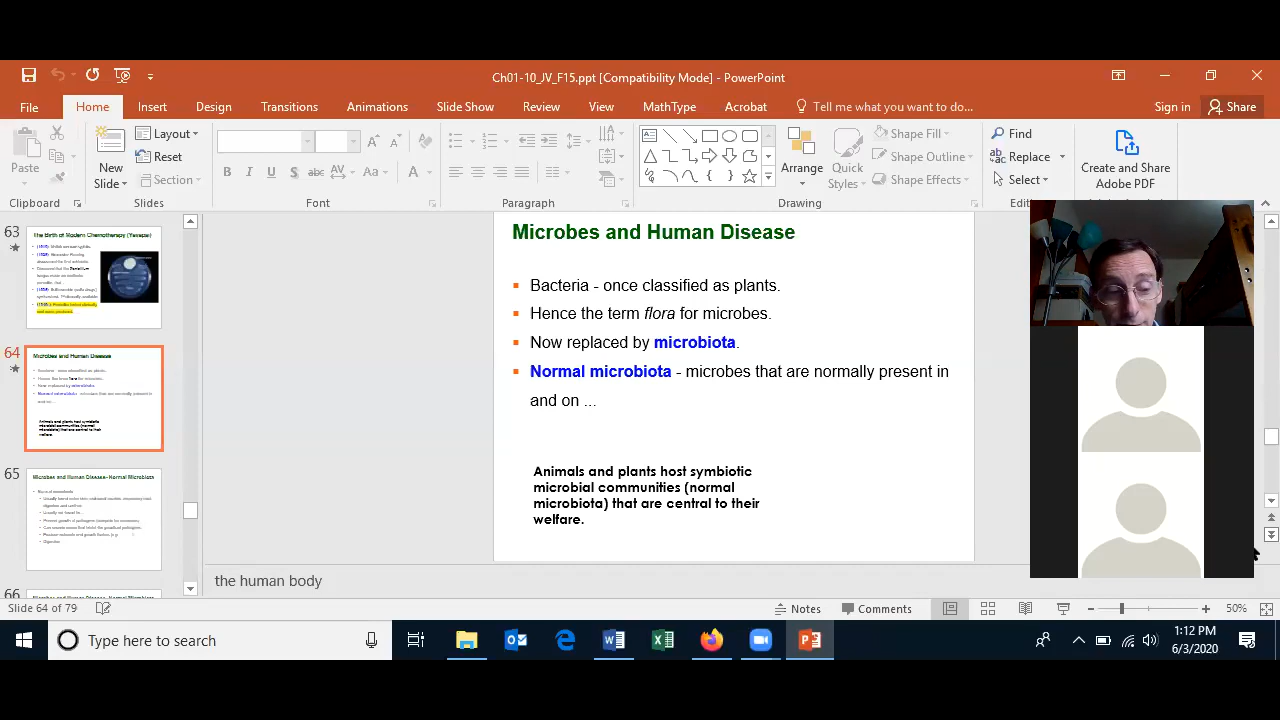 Ch01-10_JV_F15.ppt [Compatibility Mode] - PowerPoint
File Home Insert Design Transitions Animations Slide Show Review View MathType Acrobat Tell me what you want to do... Sign in Share
Paste
Clipboard
New Slide
Layout
Reset
Section
Slides
B I U S abc AV Aa A
Font
Paragraph
Arrange
Quick Styles
Shape Fill
Shape Outline
Shape Effects
Drawing
Find
Replace
Select
Create and Share
Adobe PDF
63
The Birth of Modern Chemotherapy
64
Microbes and Human Disease
65
Microbes and Human Disease- Normal Microbiota
66
Microbes and Human Disease
Bacteria - once classified as plants.
Hence the term flora for microbes.
Now replaced by microbiota.
Normal microbiota - microbes that are normally present in
and on ...
Animals and plants host symbiotic
microbial communities (normal
microbiota) that are central to their
welfare.
the human body
Slide 64 of 79 Notes Comments 50%
Type here to search
1:12 PM
6/3/2020